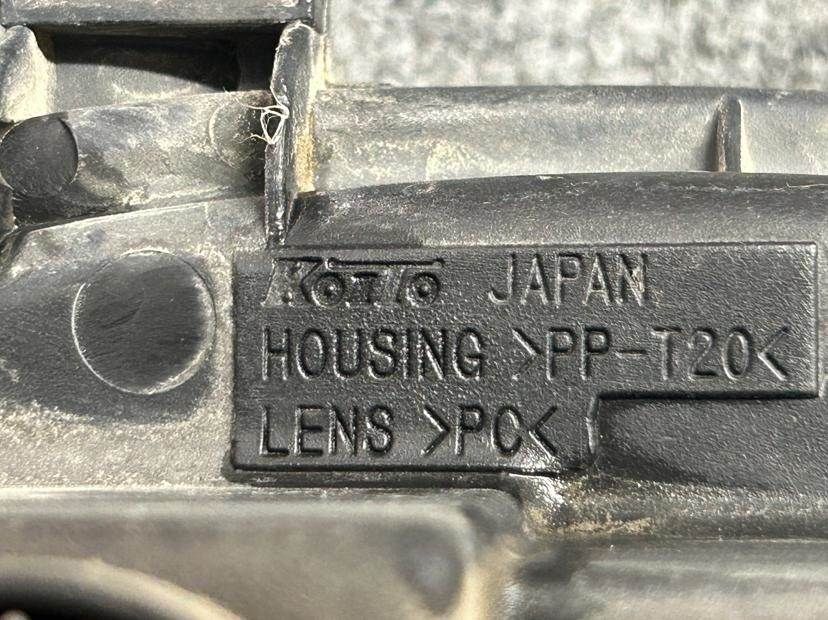 KOITO JAPAN
HOUSING >PP-T20<
LENS >PC<